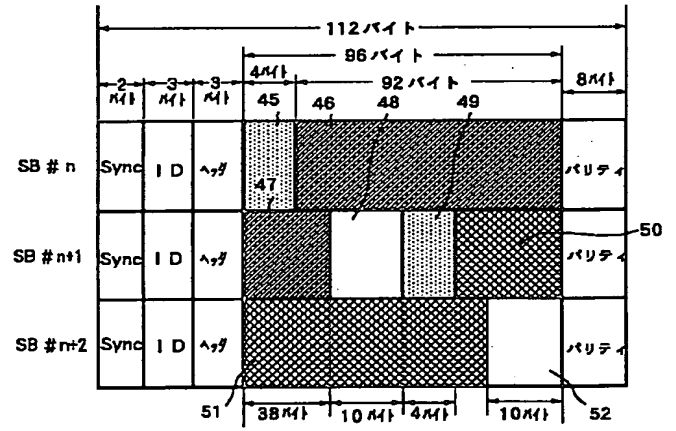 112バイト
96バイト
4バイト 92バイト
2バイト 3バイト 3バイト 8バイト
45 46 48 49
SB #n Sync ID ヘッダ パリティ
47
SB #n+1 Sync ID ヘッダ パリティ
50
SB #n+2 Sync ID ヘッダ パリティ
51 38バイト 10バイト 4バイト 10バイト 52